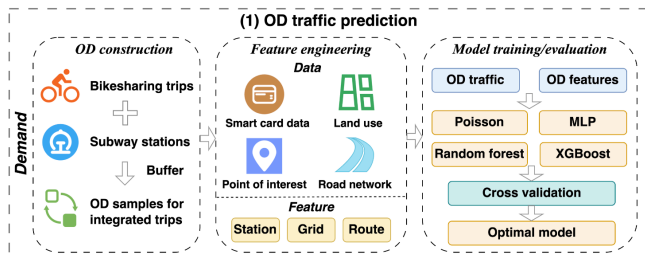 (1) OD traffic prediction
Demand
OD construction
Bikesharing trips
Subway stations
Buffer
OD samples for
integrated trips
Feature engineering
Data
Smart card data
Land use
Point of interest
Road network
Feature
Station
Grid
Route
Model training/evaluation
OD traffic
OD features
Poisson
MLP
Random forest
XGBoost
Cross validation
Optimal model